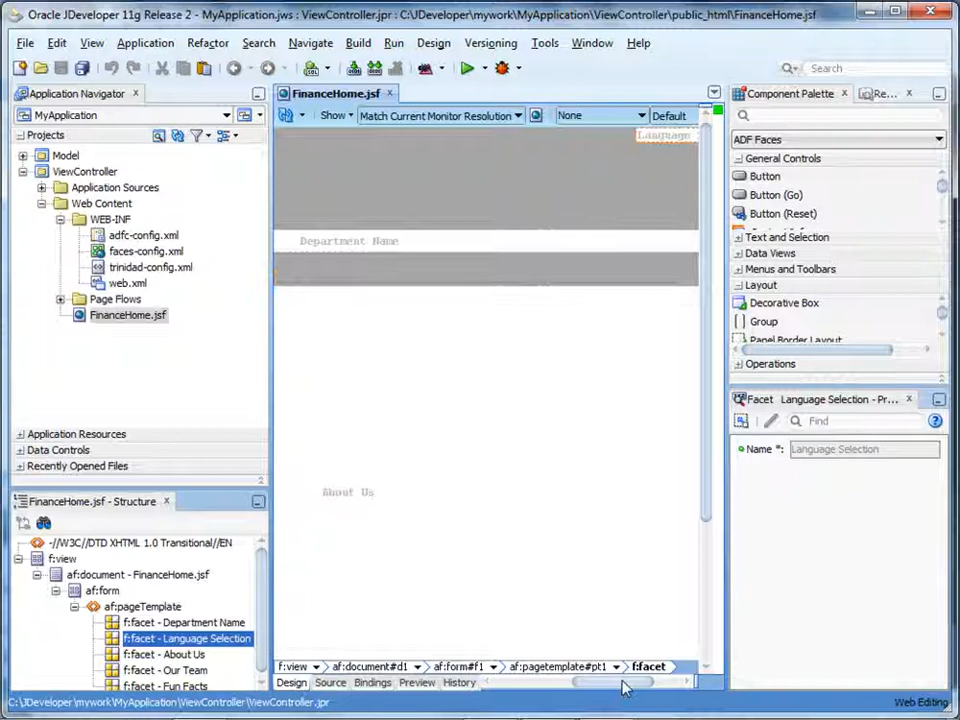 Oracle JDeveloper 11g Release 2 - MyApplication.jws : ViewController.jpr : C:\JDeveloper\mywork\MyApplication\ViewController\public_html\FinanceHome.jsf
File Edit View Application Refactor Search Navigate Build Run Design Versioning Tools Window Help
Search
Application Navigator
MyApplication
Projects
Model
ViewController
Application Sources
Web Content
WEB-INF
adfc-config.xml
faces-config.xml
trinidad-config.xml
web.xml
Page Flows
FinanceHome.jsf
Application Resources
Data Controls
Recently Opened Files
FinanceHome.jsf - Structure
-//W3C//DTD XHTML 1.0 Transitional//EN
f:view
af:document - FinanceHome.jsf
af:form
af:pageTemplate
f:facet - Department Name
f:facet - Language Selection
f:facet - About Us
f:facet - Our Team
f:facet - Fun Facts
FinanceHome.jsf
Show Match Current Monitor Resolution None Default
Language
Department Name
About Us
f:view af:document#d1 af:form#f1 af:pagetemplate#pt1 f:facet
Design Source Bindings Preview History
Component Palette Re...
ADF Faces
General Controls
Button
Button (Go)
Button (Reset)
Text and Selection
Data Views
Menus and Toolbars
Layout
Decorative Box
Group
Panel Border Layout
Operations
Facet Language Selection - Pr...
Find
Name *: Language Selection
C:\JDeveloper\mywork\MyApplication\ViewController\ViewController.jpr
Web Editing